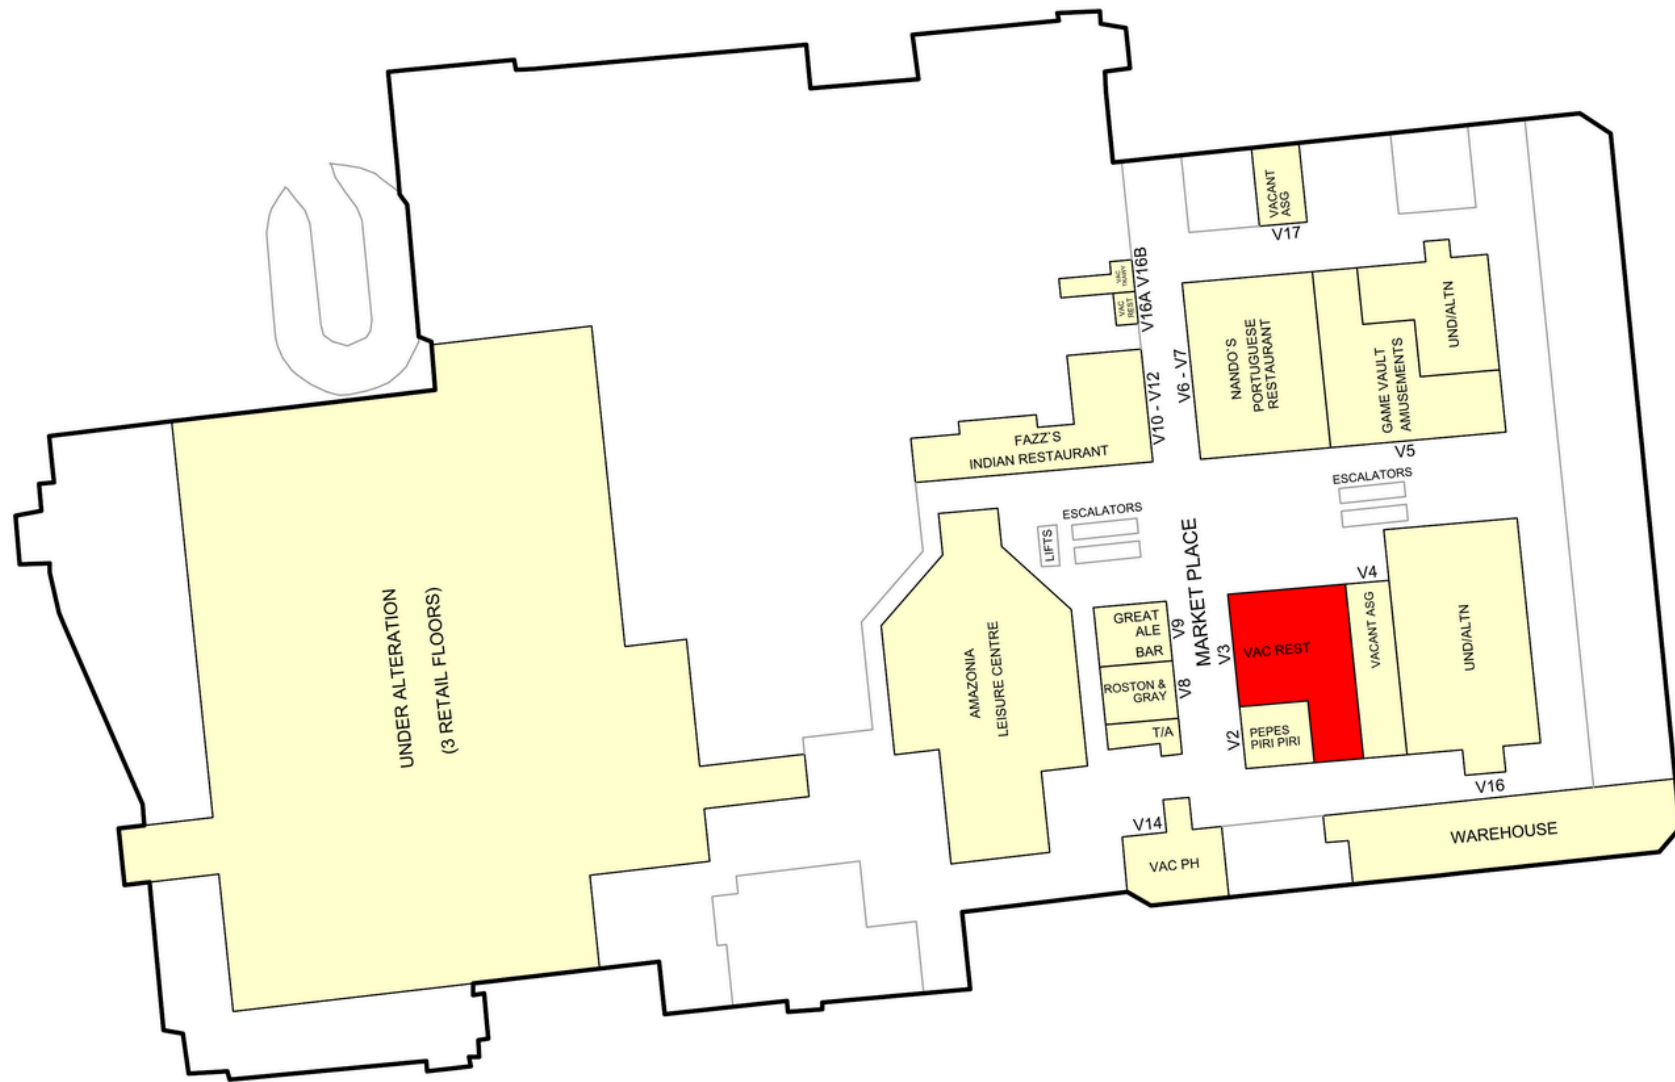 VACANT
ASG
V17
VAC
TKAWY
V16B
VAC
REST
V16A
NANDO`S
PORTUGUESE
RESTAURANT
V6 - V7
GAME VAULT
AMUSEMENTS
UND/ALTN
V5
V10 - V12
FAZZ`S
INDIAN RESTAURANT
ESCALATORS
ESCALATORS
LIFTS
MARKET PLACE
UNDER ALTERATION
(3 RETAIL FLOORS)
AMAZONIA
LEISURE CENTRE
GREAT
ALE
BAR
V9
ROSTON &
GRAY
V8
T/A
V3
VAC REST
V4
VACANT ASG
UND/ALTN
V2
PEPES
PIRI PIRI
V16
V14
VAC PH
WAREHOUSE